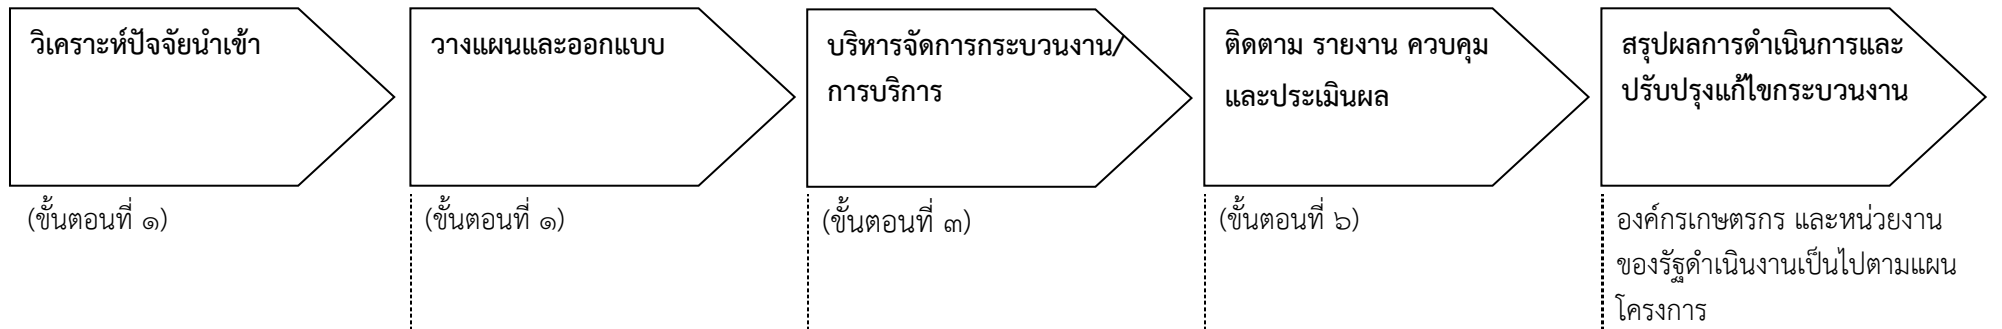 วิเคราะห์ปัจจัยนำเข้า
(ขั้นตอนที่ ๑)
วางแผนและออกแบบ
(ขั้นตอนที่ ๑)
บริหารจัดการกระบวนงาน/
การบริการ
(ขั้นตอนที่ ๓)
ติดตาม รายงาน ควบคุม
และประเมินผล
(ขั้นตอนที่ ๖)
สรุปผลการดำเนินการและ
ปรับปรุงแก้ไขกระบวนงาน
องค์กรเกษตรกร และหน่วยงาน
ของรัฐดำเนินงานเป็นไปตามแผน
โครงการ